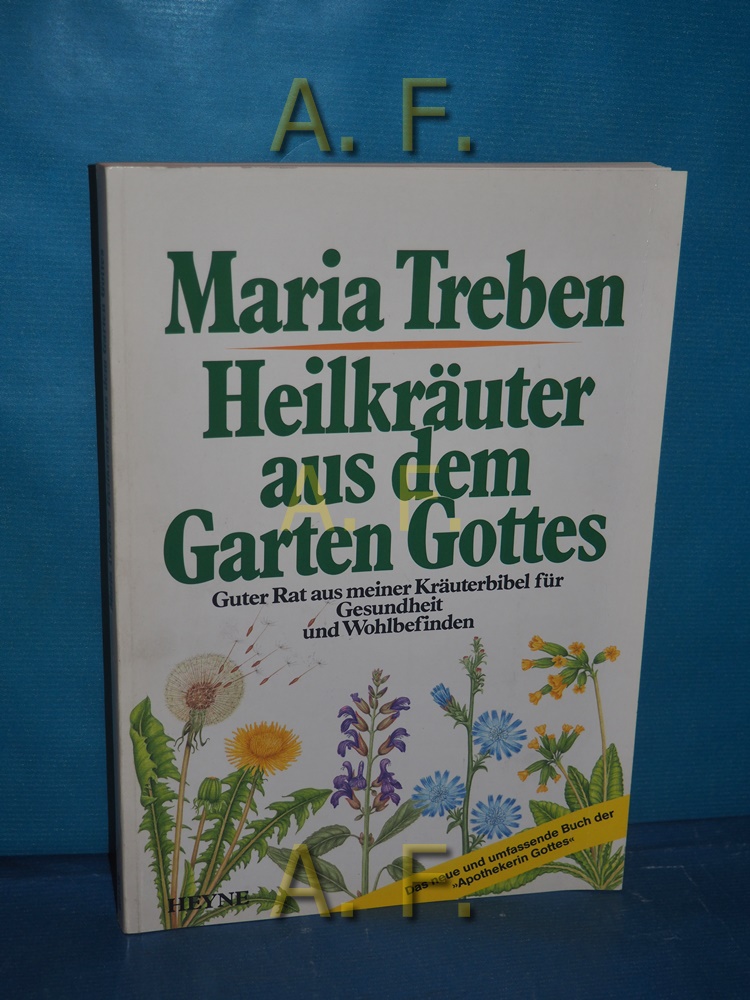 A. F.
Maria Treben
Heilkräuter
aus dem
A. F.
Garten Gottes
Guter Rat aus meiner Kräuterbibel für
Gesundheit
und Wohlbefinden
Das neue und umfassende Buch der
»Apothekerin Gottes«
HEYNE
A. F.